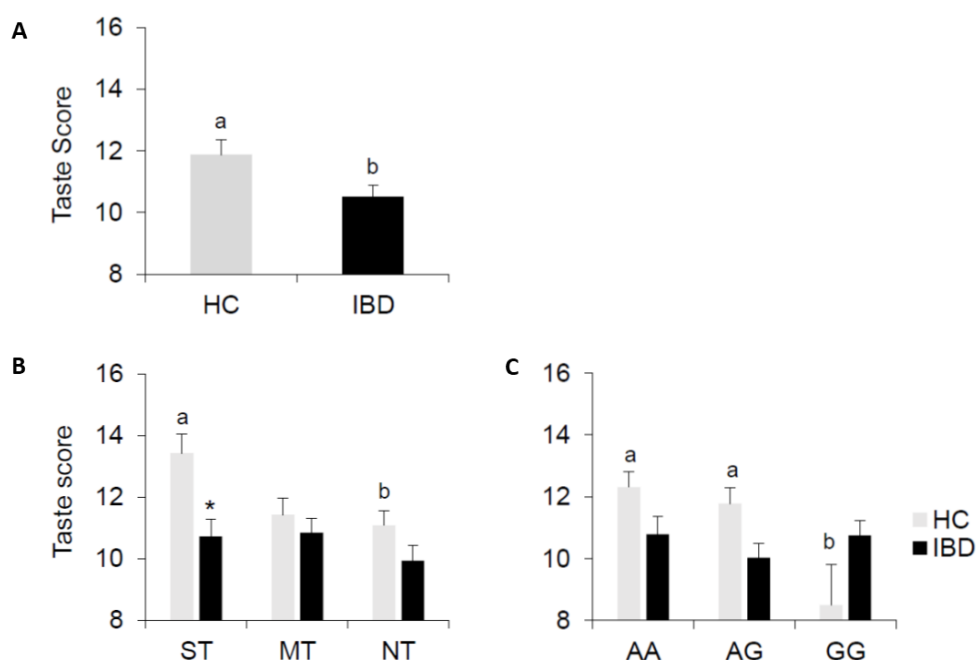 A
Taste Score
16
14
12
10
8
a
b
HC
IBD
B
Taste score
16
14
12
10
8
a
*
b
ST
MT
NT
C
16
14
12
10
8
a
a
b
AA
AG
GG
HC
IBD